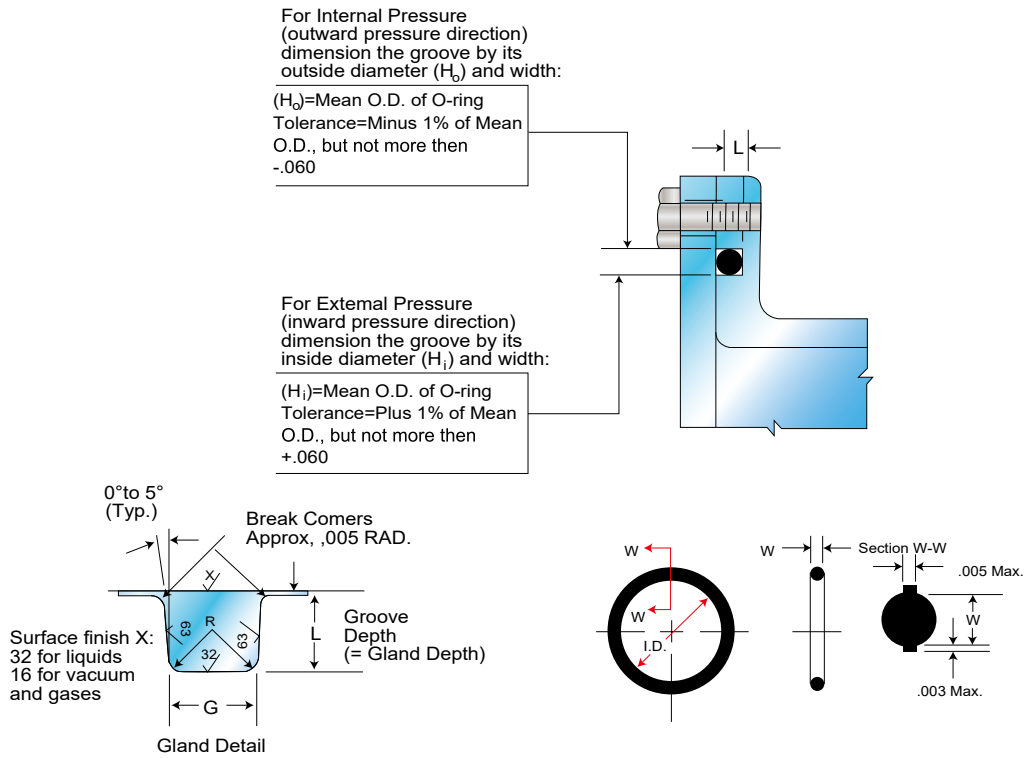 For Internal Pressure
(outward pressure direction)
dimension the groove by its
outside diameter (Ho) and width:
(Ho)=Mean O.D. of O-ring
Tolerance=Minus 1% of Mean
O.D., but not more then
-.060
L
For Extemal Pressure
(inward pressure direction)
dimension the groove by its
inside diameter (Hi) and width:
(Hi)=Mean O.D. of O-ring
Tolerance=Plus 1% of Mean
O.D., but not more then
+.060
0°to 5°
(Typ.)
Break Comers
Approx, ,005 RAD.
X
R
63
63
32
L
Groove
Depth
(= Gland Depth)
Surface finish X:
32 for liquids
16 for vacuum
and gases
G
Gland Detail
W
W
I.D.
W
Section W-W
.005 Max.
W
.003 Max.